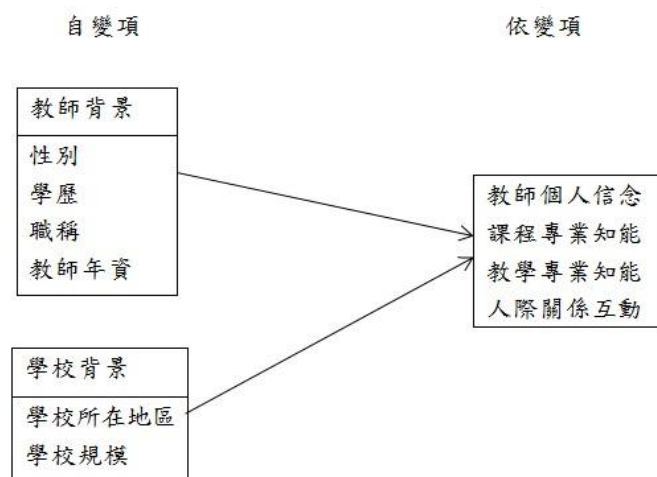 自變項
依變項
教師背景
性別
學歷
職稱
教師年資
教師個人信念
課程專業知能
教學專業知能
人際關係互動
學校背景
學校所在地區
學校規模